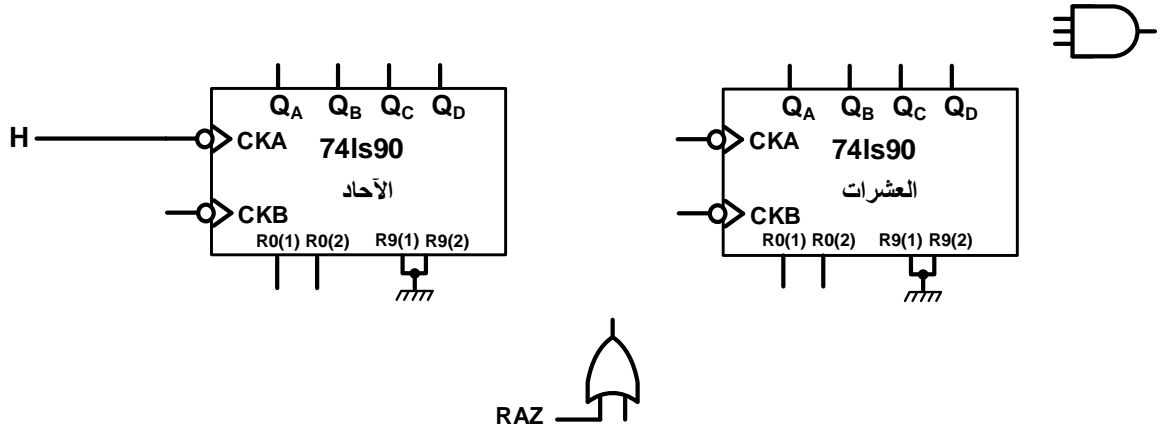 QA QB QC QD
H
CKA
74ls90
الآحاد
CKB
R0(1) R0(2) R9(1) R9(2)
QA QB QC QD
CKA
74ls90
العشرات
CKB
R0(1) R0(2) R9(1) R9(2)
RAZ